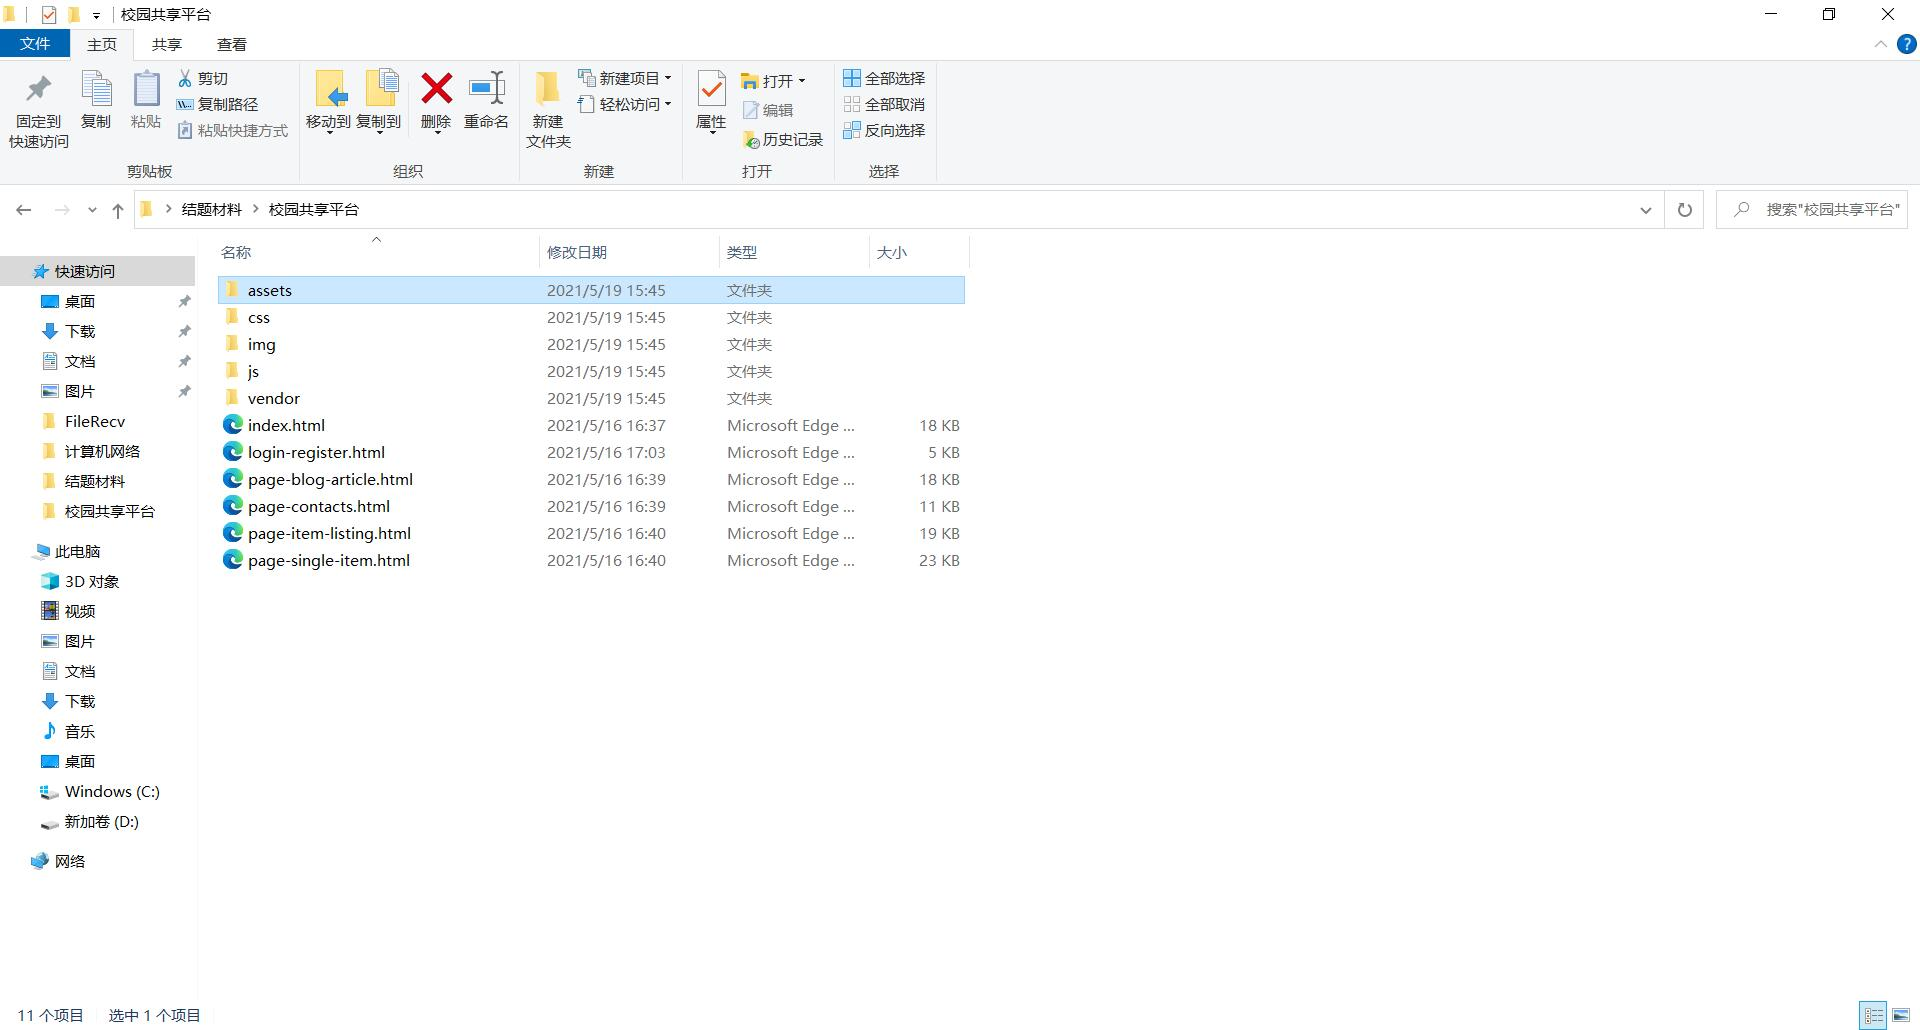 校园共享平台
文件 主页 共享 查看
固定到快速访问 复制 粘贴 剪切
复制路径
粘贴快捷方式
剪贴板
移动到 复制到 删除 重命名
组织
新建文件夹 新建项目
轻松访问
新建
属性 打开
编辑
历史记录
打开
全部选择
全部取消
反向选择
选择
结题材料 校园共享平台
搜索"校园共享平台"
快速访问
桌面
下载
文档
图片
FileRecv
计算机网络
结题材料
校园共享平台
此电脑
3D 对象
视频
图片
文档
下载
音乐
桌面
Windows (C:)
新加卷 (D:)
网络
名称 修改日期 类型 大小
assets 2021/5/19 15:45 文件夹
css 2021/5/19 15:45 文件夹
img 2021/5/19 15:45 文件夹
js 2021/5/19 15:45 文件夹
vendor 2021/5/19 15:45 文件夹
index.html 2021/5/16 16:37 Microsoft Edge ... 18 KB
login-register.html 2021/5/16 17:03 Microsoft Edge ... 5 KB
page-blog-article.html 2021/5/16 16:39 Microsoft Edge ... 18 KB
page-contacts.html 2021/5/16 16:39 Microsoft Edge ... 11 KB
page-item-listing.html 2021/5/16 16:40 Microsoft Edge ... 19 KB
page-single-item.html 2021/5/16 16:40 Microsoft Edge ... 23 KB
11 个项目 选中 1 个项目